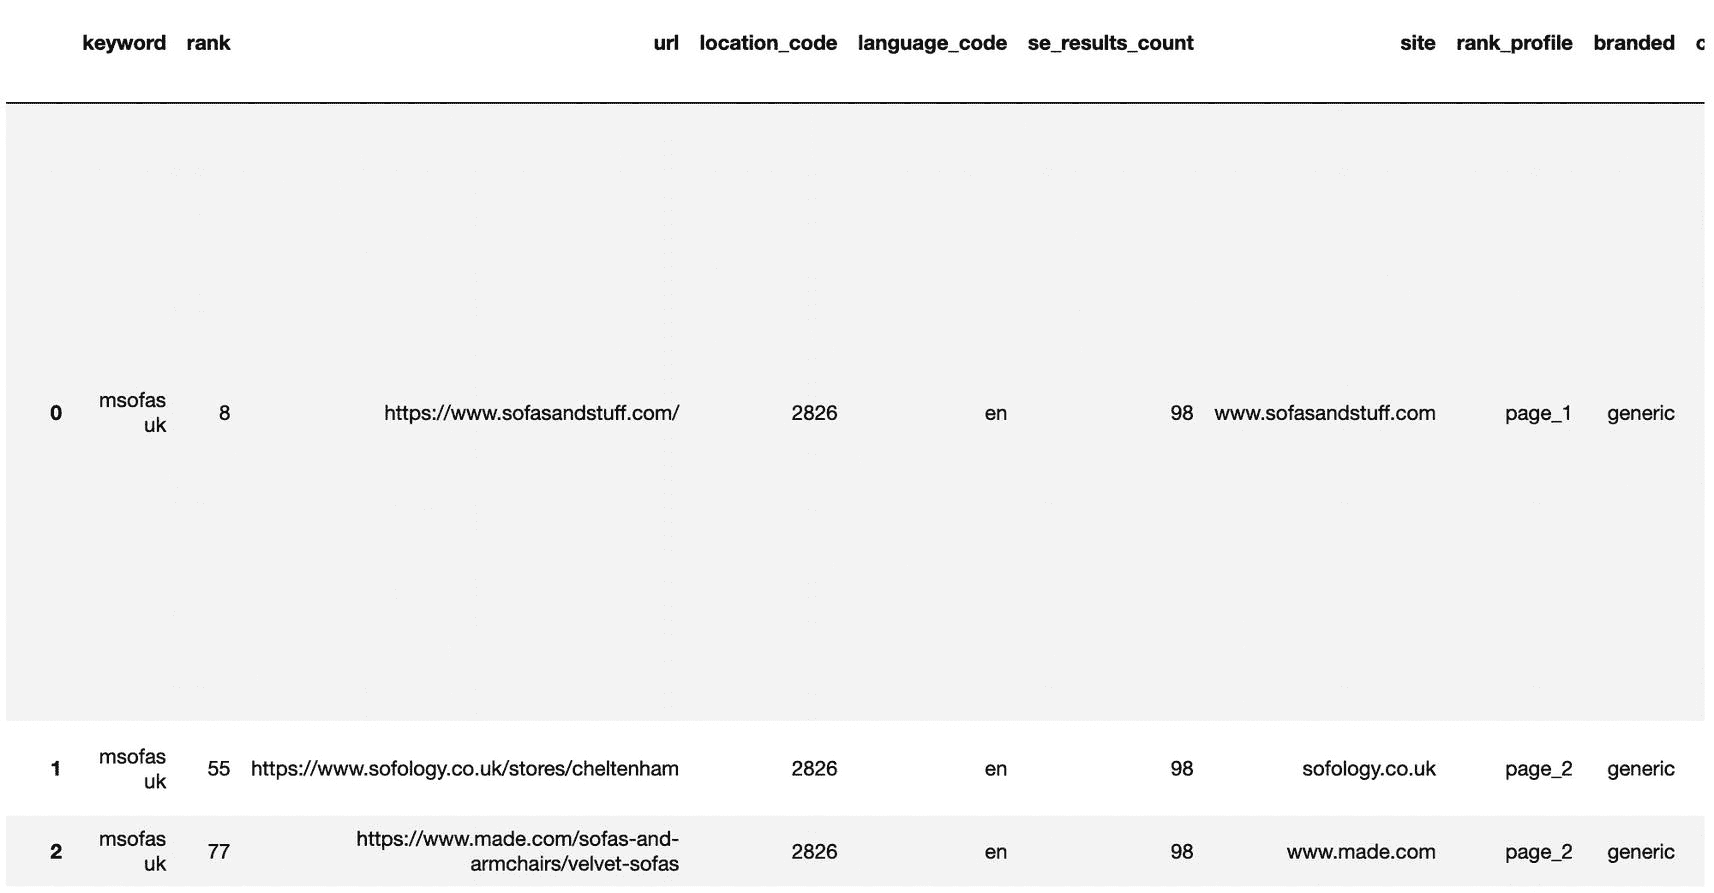 keyword rank url location_code language_code se_results_count site rank_profile branded
msofas
0 8 https://www.sofasandstuff.com/ 2826 en 98 www.sofasandstuff.com page_1 generic
uk
msofas
1 55 https://www.sofology.co.uk/stores/cheltenham 2826 en 98 sofology.co.uk page_2 generic
uk
msofas https://www.made.com/sofas-and-
2 77 2826 en 98 www.made.com page_2 generic
uk armchairs/velvet-sofas